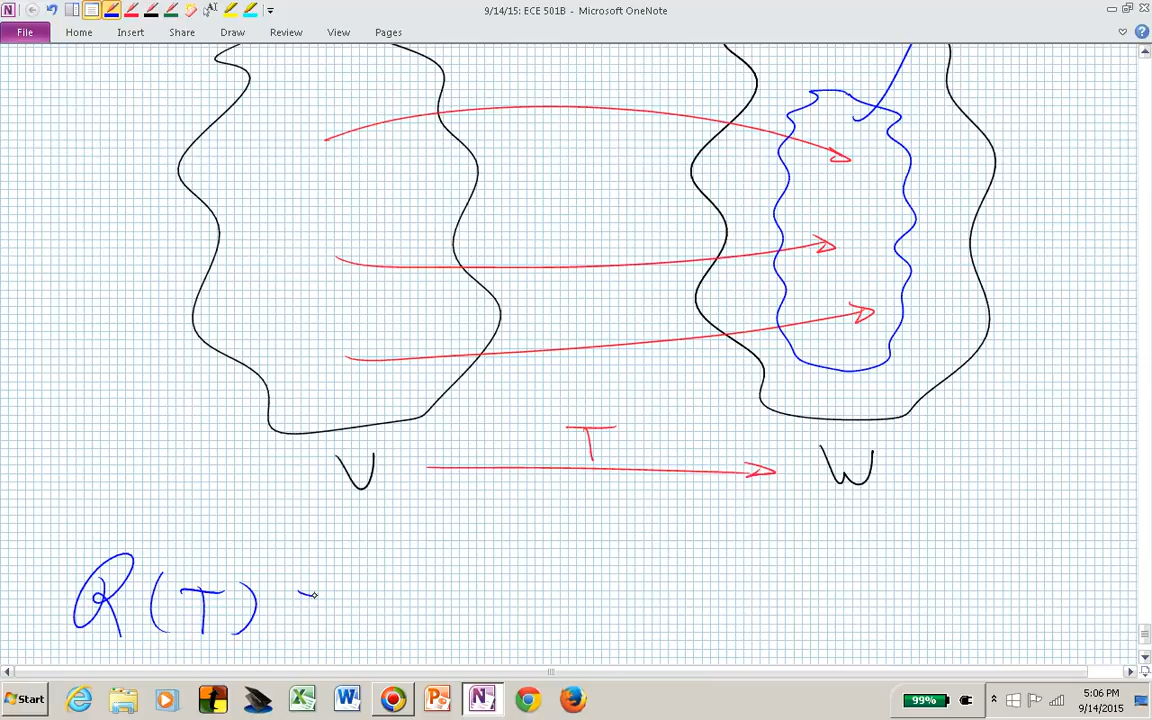 9/14/15: ECE 501B - Microsoft OneNote
File Home Insert Share Draw Review View Pages
T
V W
R(T)
Start 99% 5:06 PM
9/14/2015